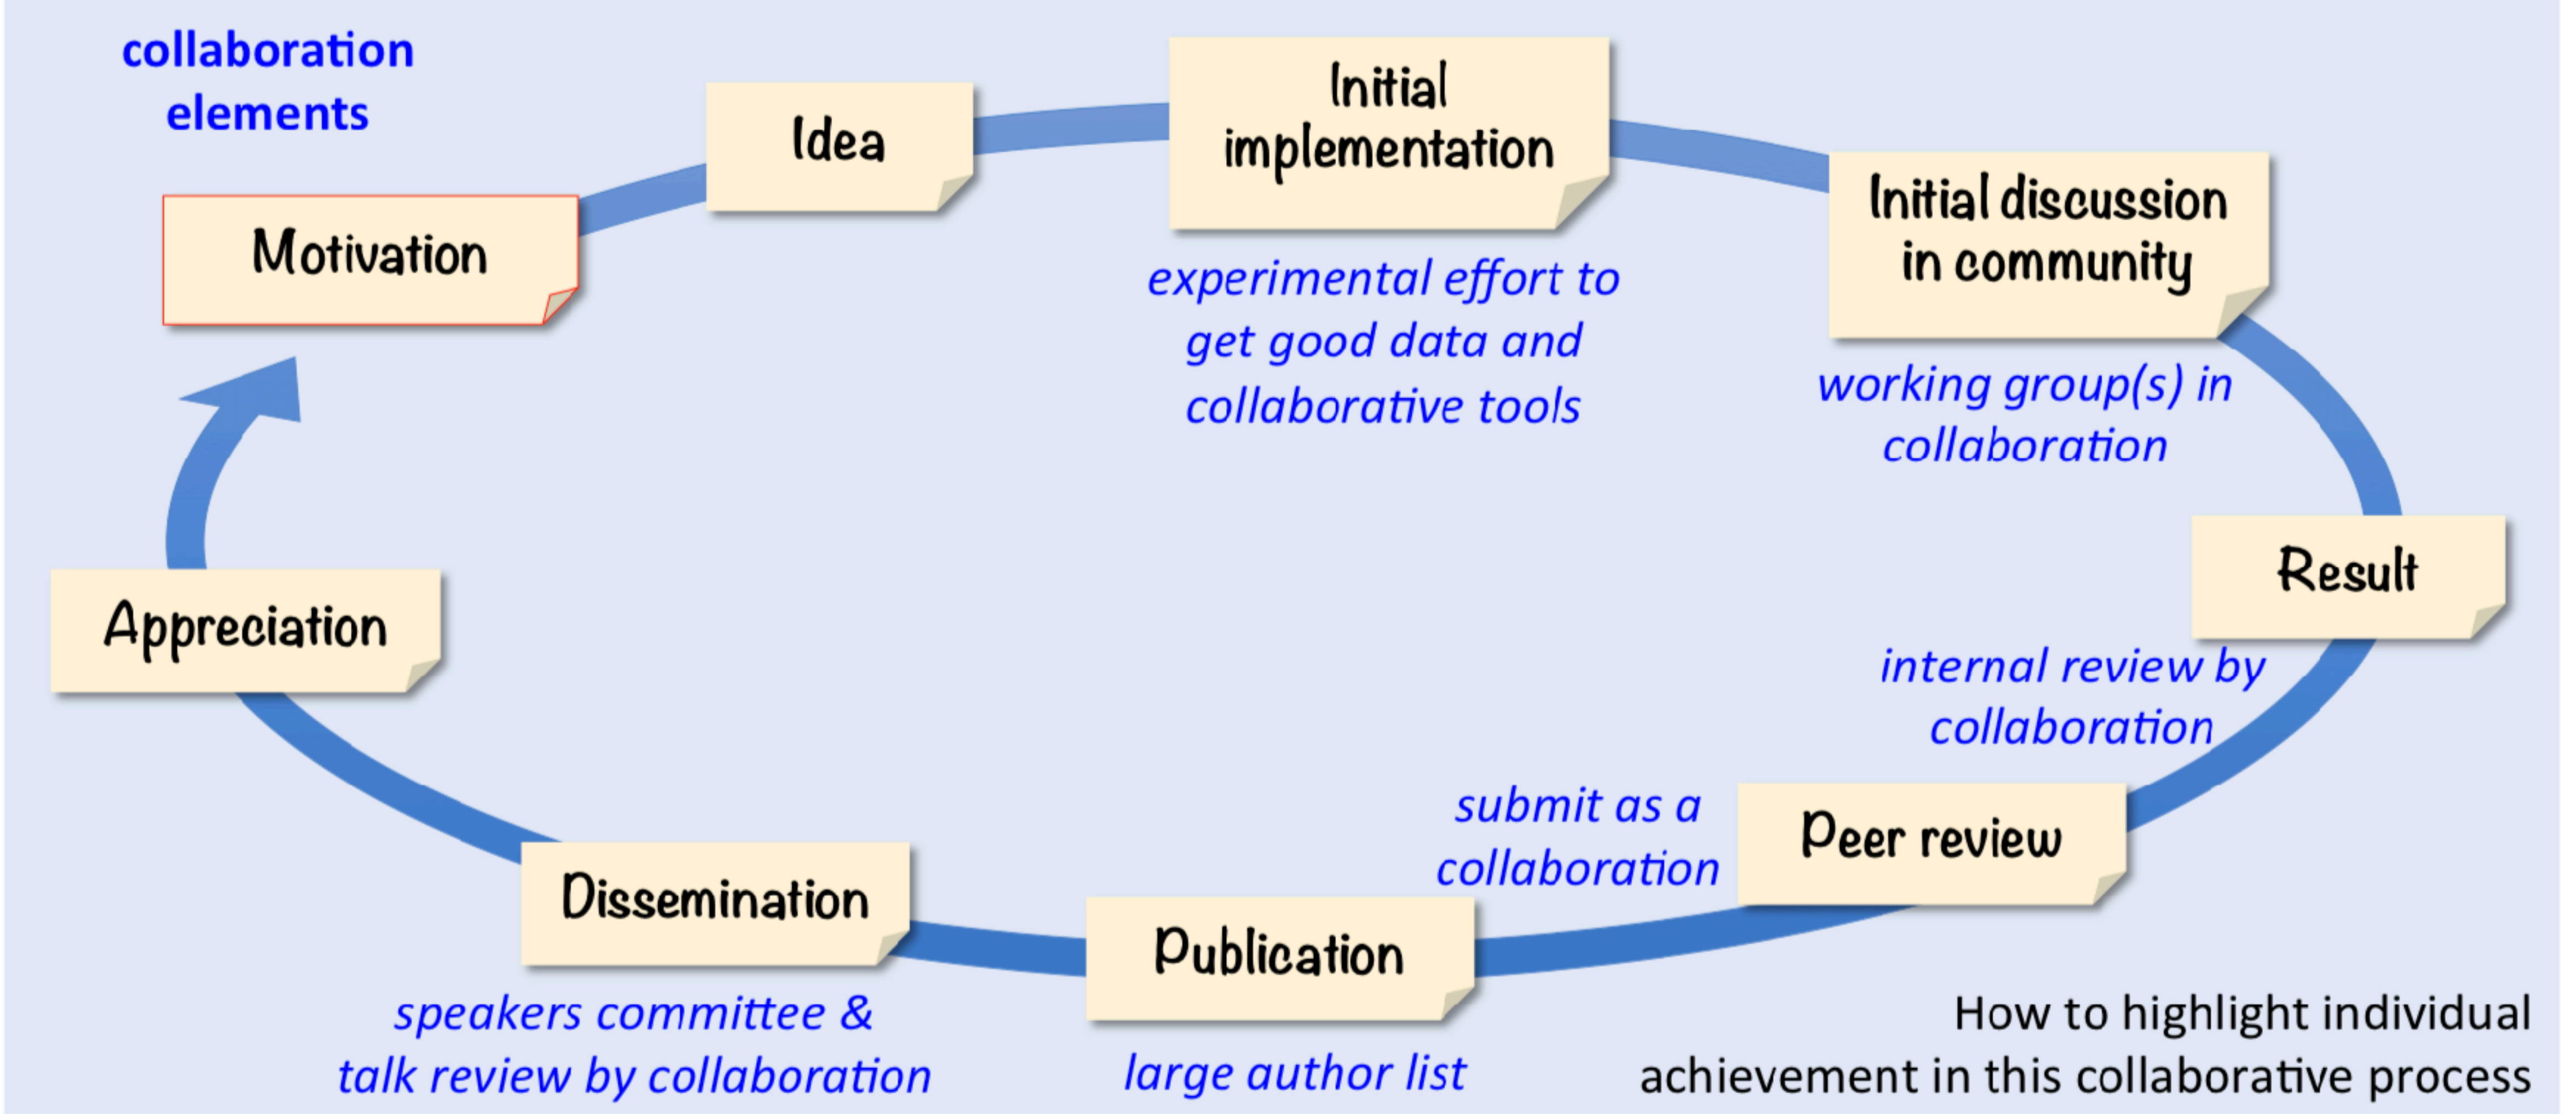 collaboration
elements
Motivation
Idea
Initial
implementation
experimental effort to
get good data and
collaborative tools
Initial discussion
in community
working group(s) in
collaboration
Result
internal review by
collaboration
Peer review
submit as a
collaboration
Publication
large author list
Dissemination
speakers committee &
talk review by collaboration
Appreciation
How to highlight individual
achievement in this collaborative process